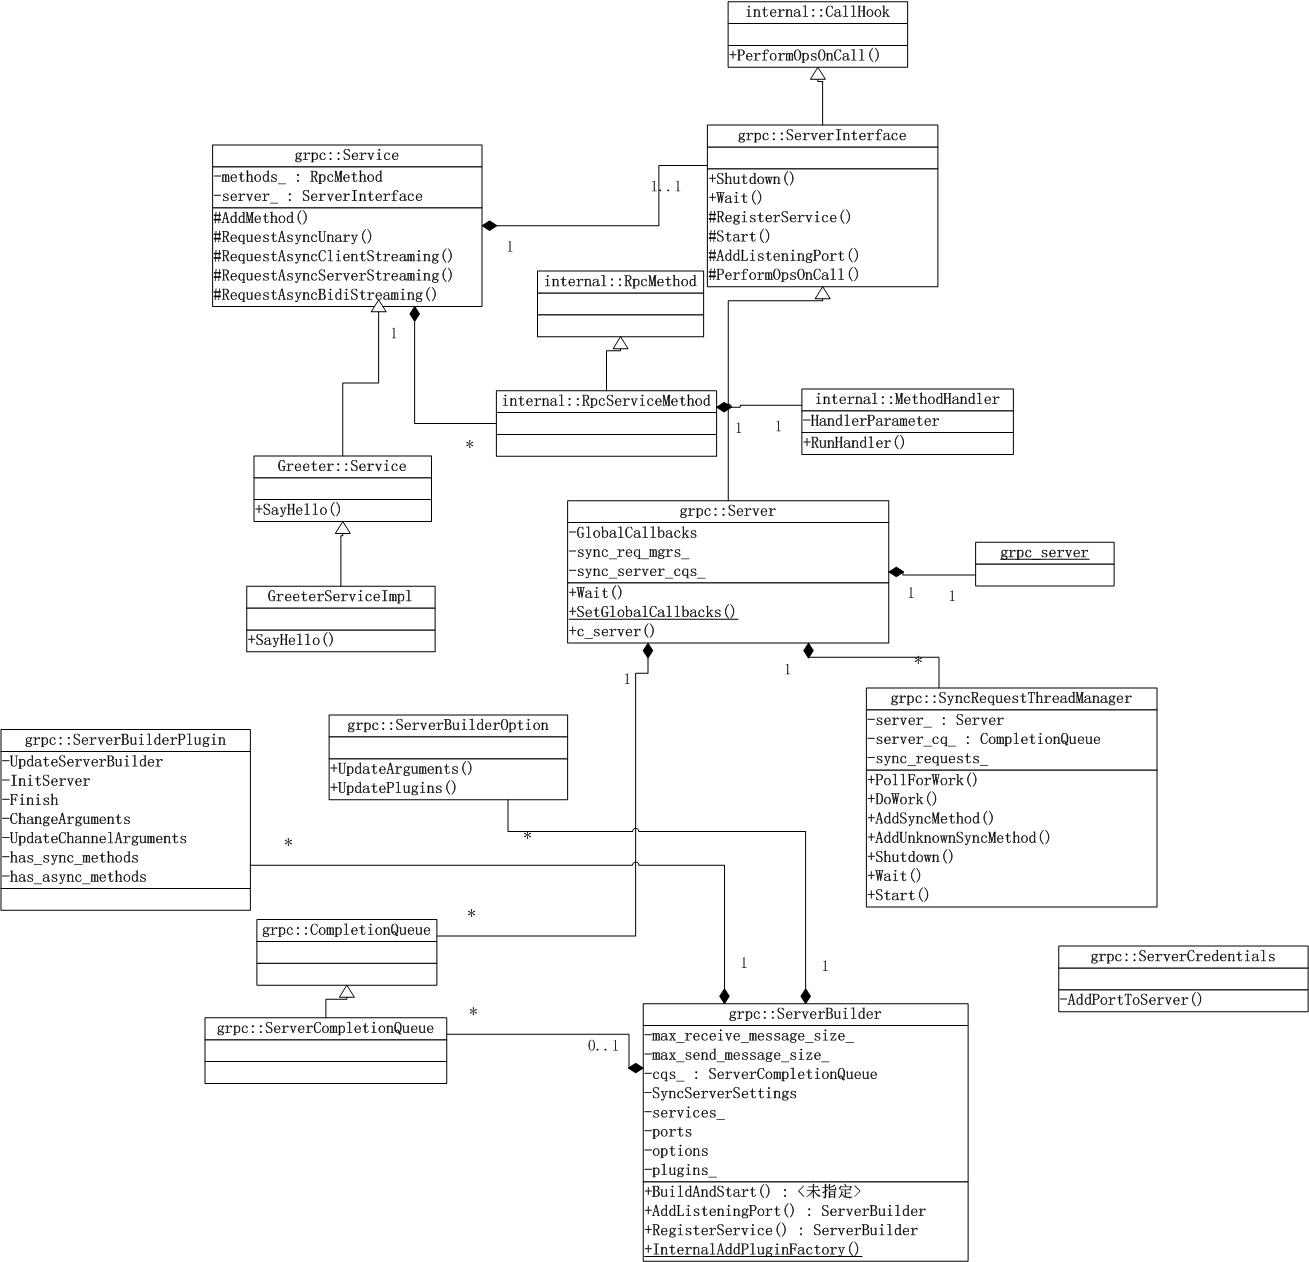 internal::CallHook
+PerformOpsOnCall()
grpc::ServerInterface
+Shutdown()
+Wait()
#RegisterService()
#Start()
#AddListeningPort()
#PerformOpsOnCall()
grpc::Service
-methods_ : RpcMethod
-server_ : ServerInterface
#AddMethod()
#RequestAsyncUnary()
#RequestAsyncClientStreaming()
#RequestAsyncServerStreaming()
#RequestAsyncBidiStreaming()
1..1
1
internal::RpcMethod
1
*
internal::RpcServiceMethod
1
1
internal::MethodHandler
-HandlerParameter
+RunHandler()
Greeter::Service
+SayHello()
GreeterServiceImpl
+SayHello()
grpc::Server
-GlobalCallbacks
-sync_req_mgrs_
-sync_server_cqs_
+Wait()
+SetGlobalCallbacks()
+c_server()
grpc_server
1
1
1
1
*
grpc::SyncRequestThreadManager
-server_ : Server
-server_cq_ : CompletionQueue
-sync_requests_
+PollForWork()
+DoWork()
+AddSyncMethod()
+AddUnknownSyncMethod()
+Shutdown()
+Wait()
+Start()
grpc::ServerBuilderOption
+UpdateArguments()
+UpdatePlugins()
grpc::ServerBuilderPlugin
-UpdateServerBuilder
-InitServer
-Finish
-ChangeArguments
-UpdateChannelArguments
-has_sync_methods
-has_async_methods
*
*
*
grpc::CompletionQueue
grpc::ServerCompletionQueue
*
0..1
1
1
grpc::ServerCredentials
-AddPortToServer()
grpc::ServerBuilder
-max_receive_message_size_
-max_send_message_size_
-cqs_ : ServerCompletionQueue
-SyncServerSettings
-services_
-ports
-options
-plugins_
+BuildAndStart() : <未指定>
+AddListeningPort() : ServerBuilder
+RegisterService() : ServerBuilder
+InternalAddPluginFactory()